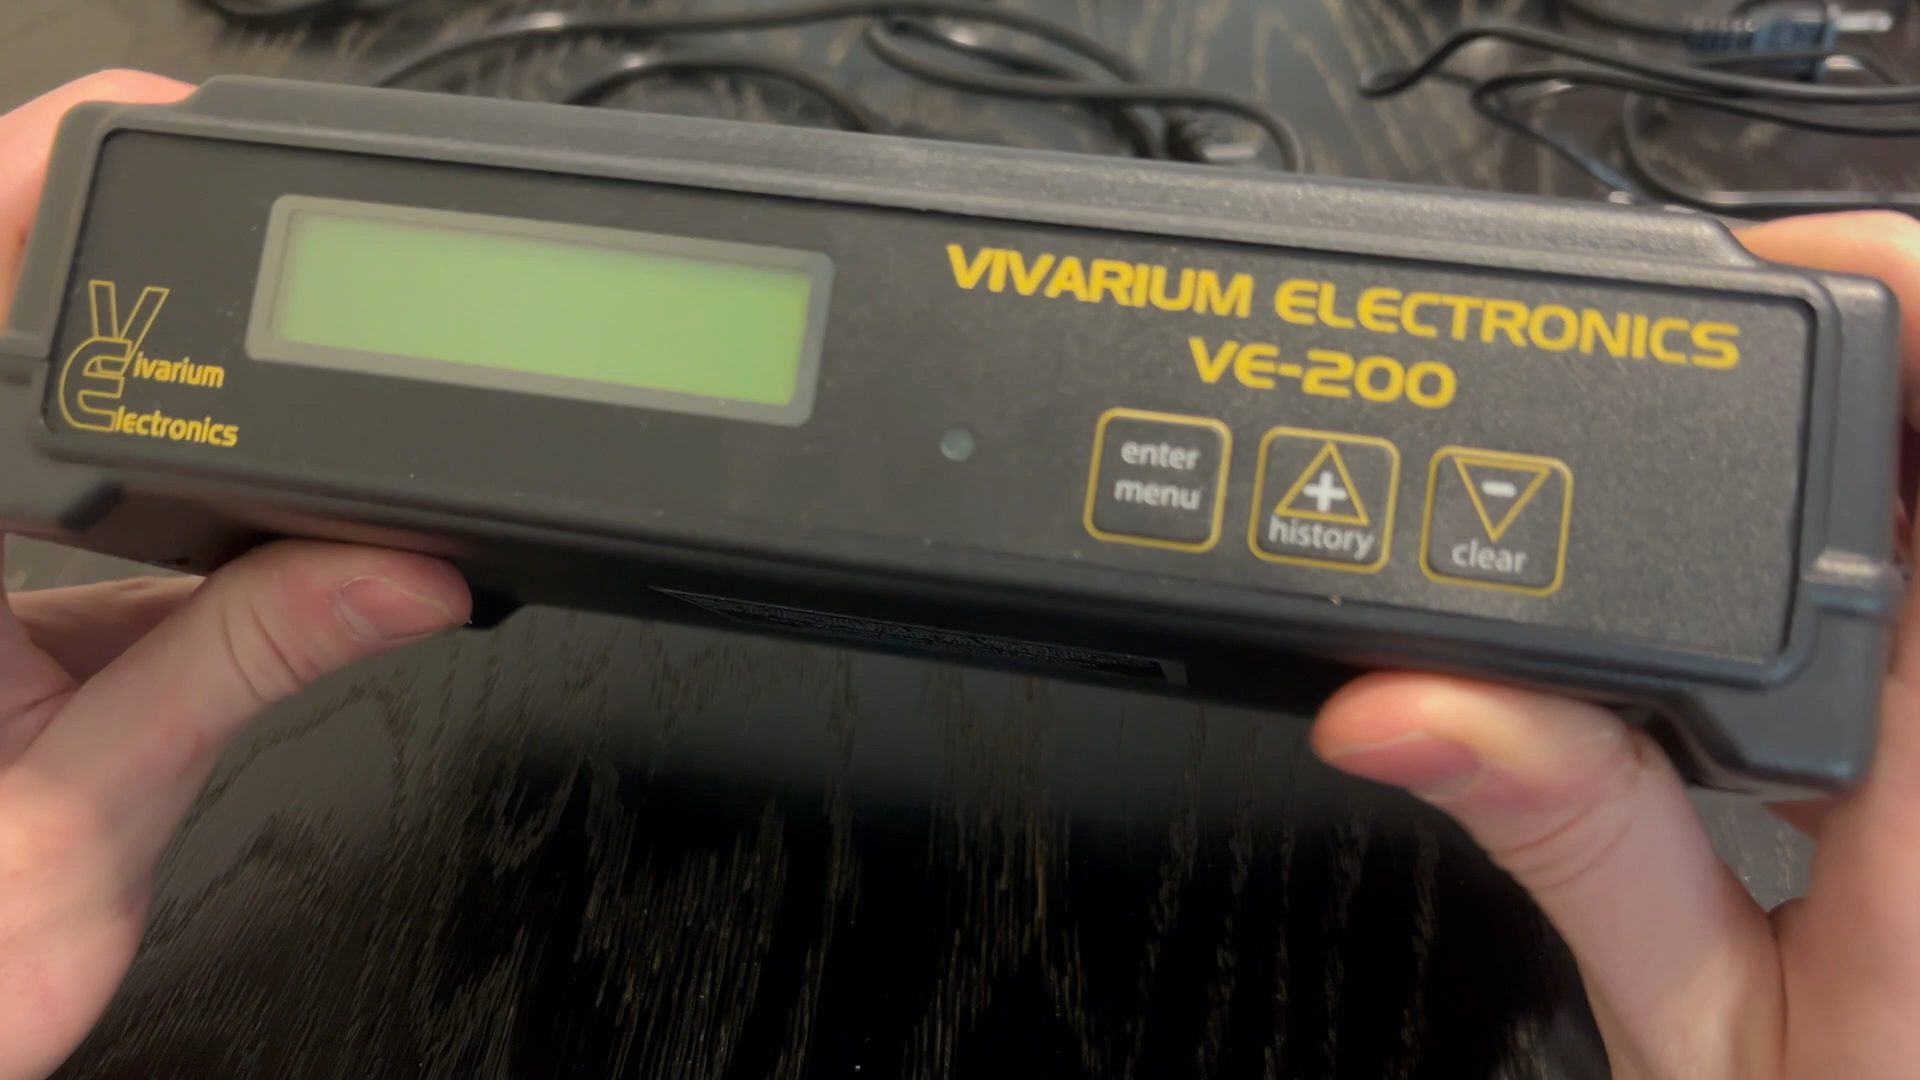 Vivarium
Electronics
VIVARIUM ELECTRONICS
VE-200
enter
menu
+
history
-
clear